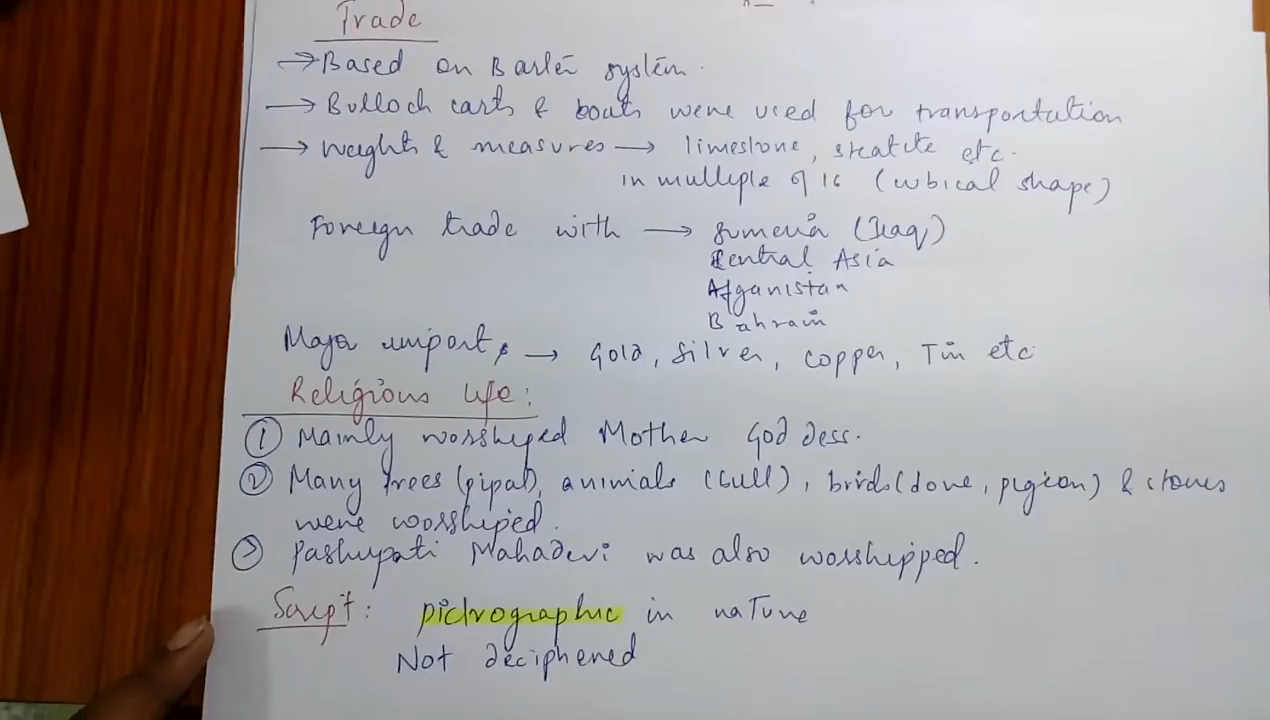 Trade
→ Based on Barter system.
→ Bulloch carts & boats were used for transportation
→ Weights & measures → limestone, steatite etc.
in multiple of 16 (cubical shape)
Foreign trade with → Sumeria (Iraq)
Central Asia
Afganistan
Bahrain
Major import, → Gold, Silver, copper, Tin etc
Religious life:
① Mainly worshiped Mother Goddess.
② Many trees (pipal), animals (bull), birds (dove, pigeon) & stones
were worshiped.
③ Pashupati Mahadevi was also worshipped.
Script: pictrographic in nature
Not deciphered